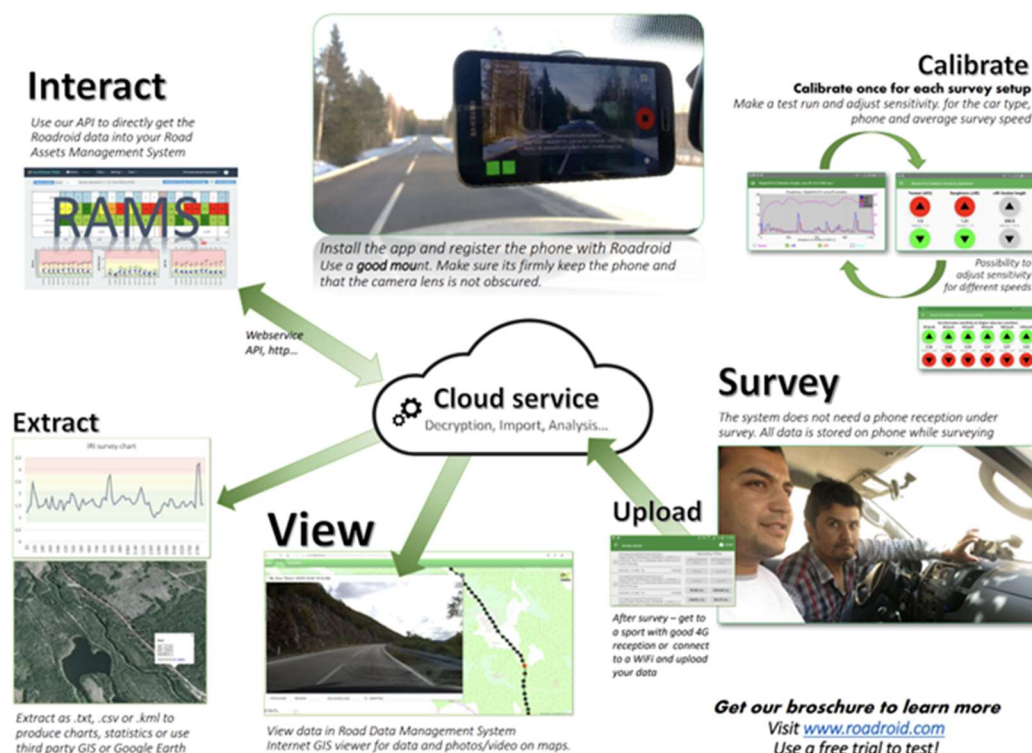 Interact
Use our API to directly get the
Roadroid data into your Road
Assets Management System
RAMS
Install the app and register the phone with Roadroid
Use a good mount. Make sure its firmly keep the phone and
that the camera lens is not obscured.
Calibrate
Calibrate once for each survey setup
Make a test run and adjust sensitivity. for the car type,
phone and average survey speed
Possibility to
adjust sensitivity
for different speeds
Webservice
API, http...
Cloud service
Decryption, Import, Analysis...
Survey
The system does not need a phone reception under
survey. All data is stored on phone while surveying
Extract
IRI survey chart
Extract as .txt, .csv or .kml to
produce charts, statistics or use
third party GIS or Google Earth
View
View data in Road Data Management System
Internet GIS viewer for data and photos/video on maps.
Upload
After survey – get to
a sport with good 4G
reception or connect
to a WiFi and upload
your data
Get our broschure to learn more
Visit www.roadroid.com
Use a free trial to test!